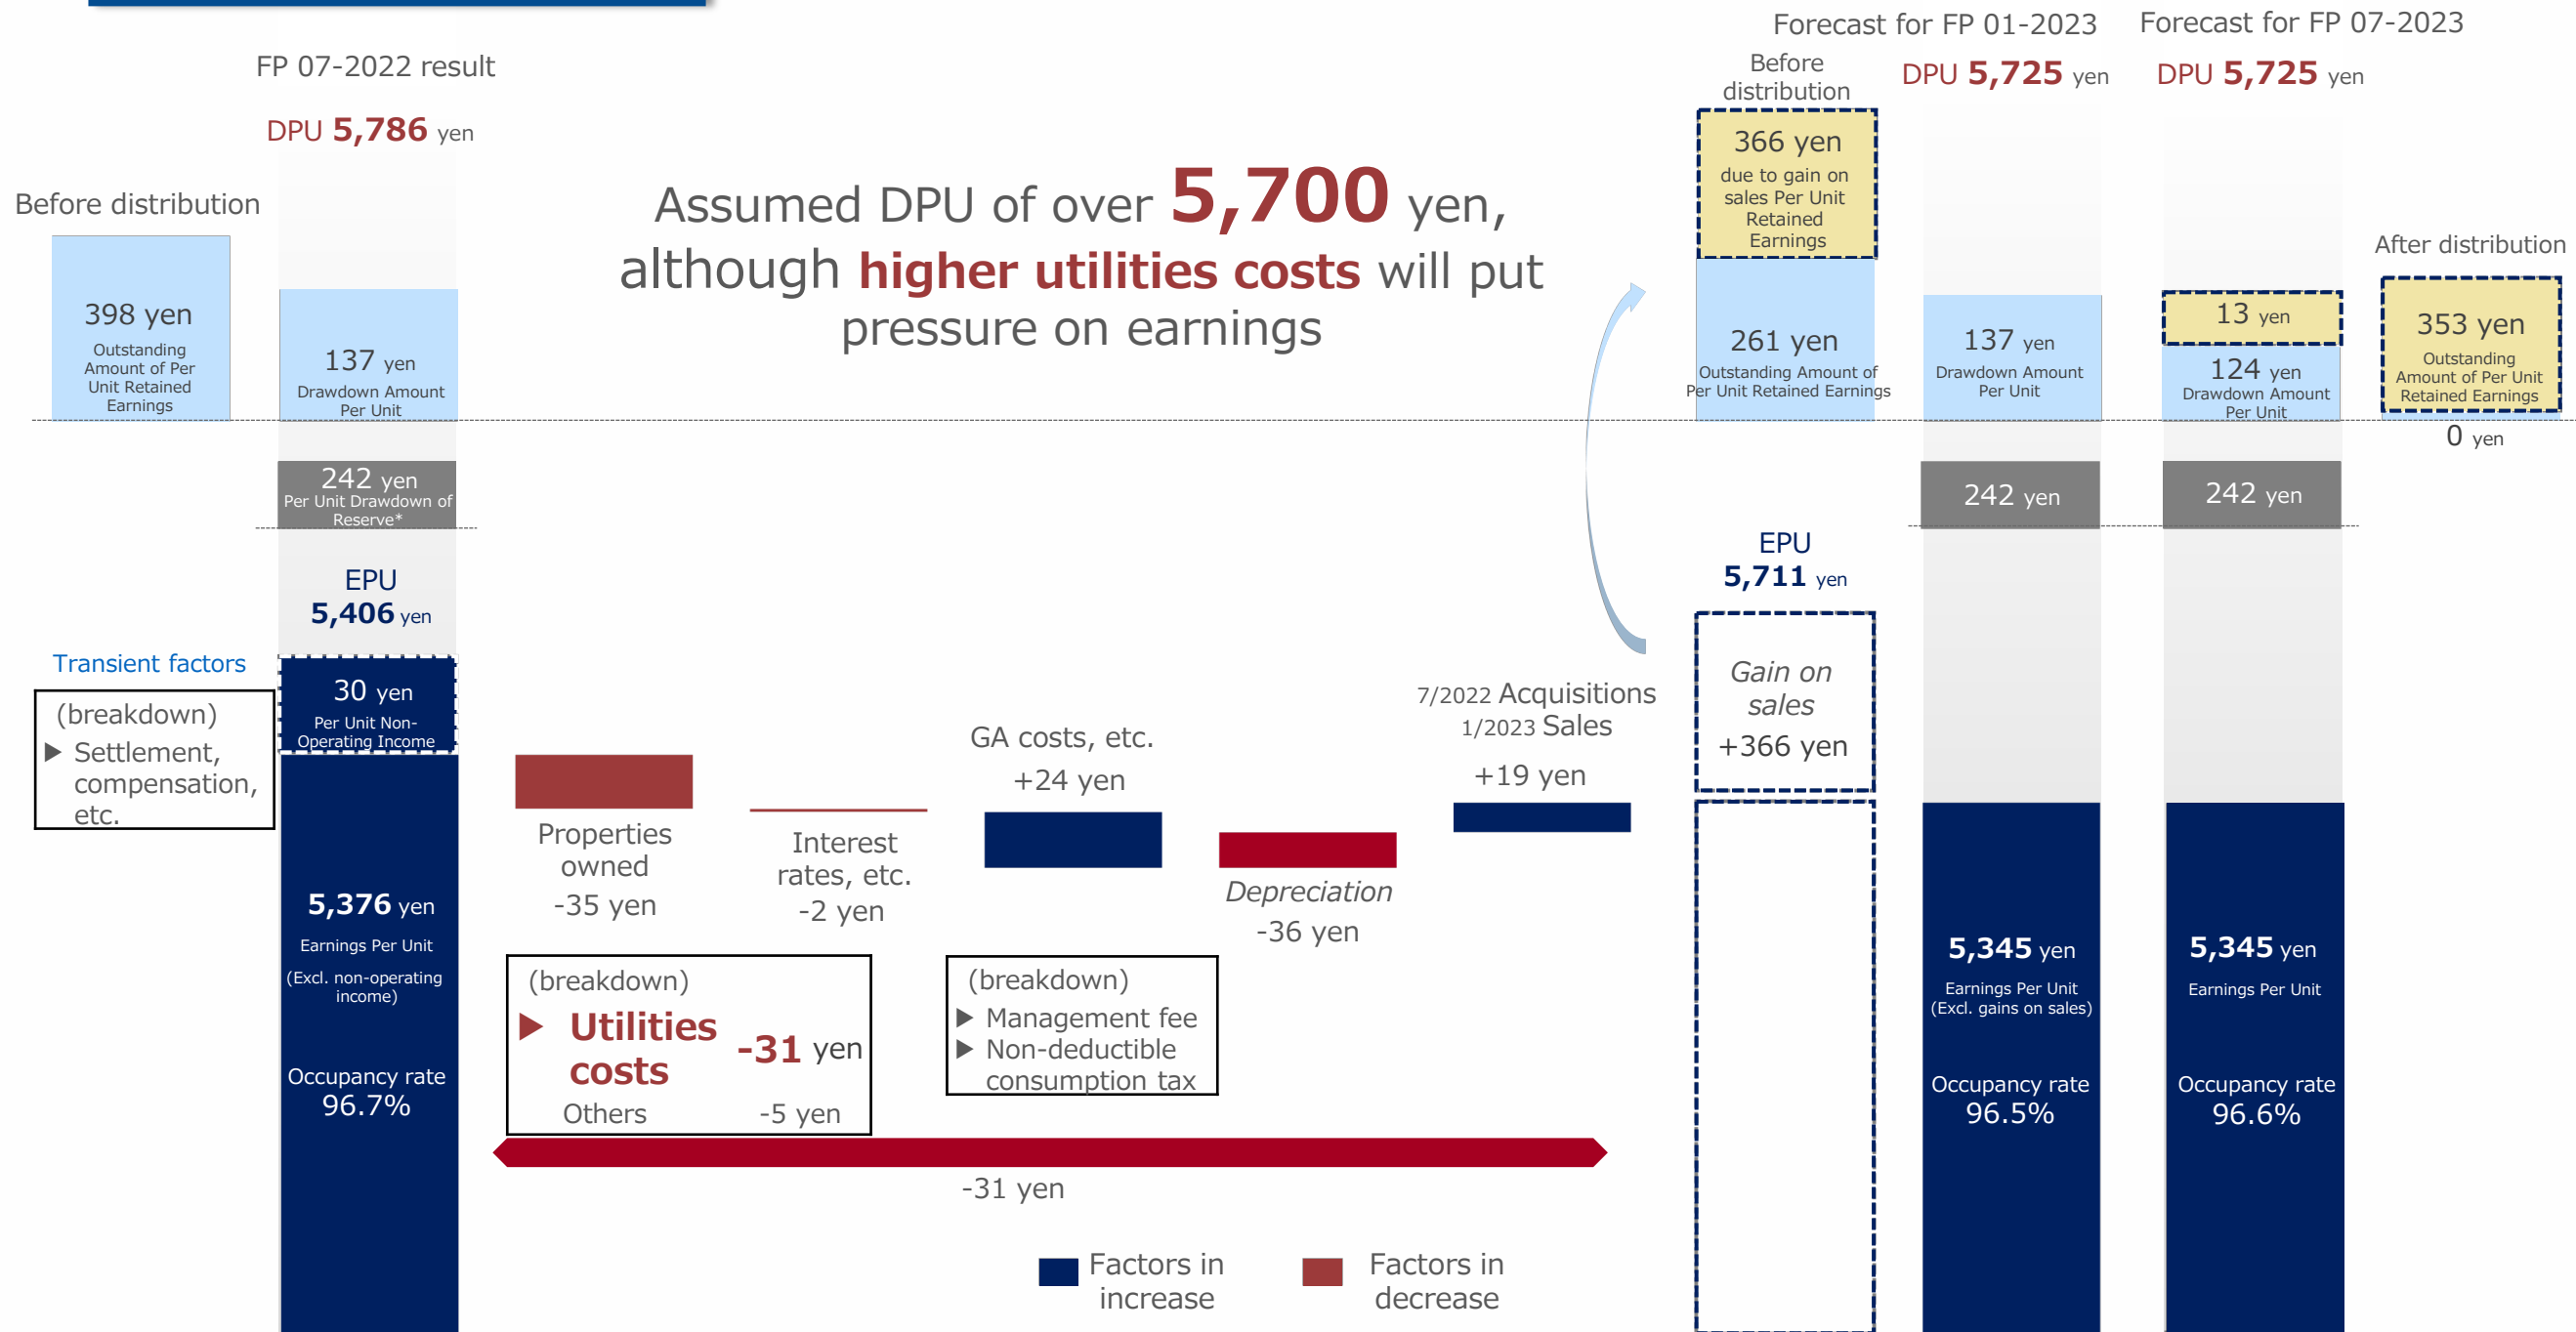 FP 07-2022 result
DPU 5,786 yen
Before distribution
398 yen
Outstanding
Amount of Per
Unit Retained
Earnings
137 yen
Drawdown Amount
Per Unit
242 yen
Per Unit Drawdown of
Reserve*
EPU
5,406 yen
Transient factors
(breakdown)
▶ Settlement,
compensation,
etc.
30 yen
Per Unit Non-
Operating Income
5,376 yen
Earnings Per Unit
(Excl. non-operating
income)
Occupancy rate
96.7%
Assumed DPU of over 5,700 yen,
although higher utilities costs will put
pressure on earnings
Properties
owned
-35 yen
Interest
rates, etc.
-2 yen
GA costs, etc.
+24 yen
Depreciation
-36 yen
7/2022 Acquisitions
1/2023 Sales
+19 yen
(breakdown)
▶ Utilities
costs
-31 yen
Others -5 yen
(breakdown)
▶ Management fee
▶ Non-deductible
consumption tax
-31 yen
Factors in
increase
Factors in
decrease
Forecast for FP 01-2023
Before
distribution
DPU 5,725 yen
366 yen
due to gain on
sales Per Unit
Retained
Earnings
261 yen
Outstanding Amount of
Per Unit Retained Earnings
EPU
5,711 yen
Gain on
sales
+366 yen
137 yen
Drawdown Amount
Per Unit
242 yen
5,345 yen
Earnings Per Unit
(Excl. gains on sales)
Occupancy rate
96.5%
Forecast for FP 07-2023
DPU 5,725 yen
13 yen
124 yen
Drawdown Amount
Per Unit
242 yen
5,345 yen
Earnings Per Unit
Occupancy rate
96.6%
After distribution
353 yen
Outstanding
Amount of Per Unit
Retained Earnings
0 yen